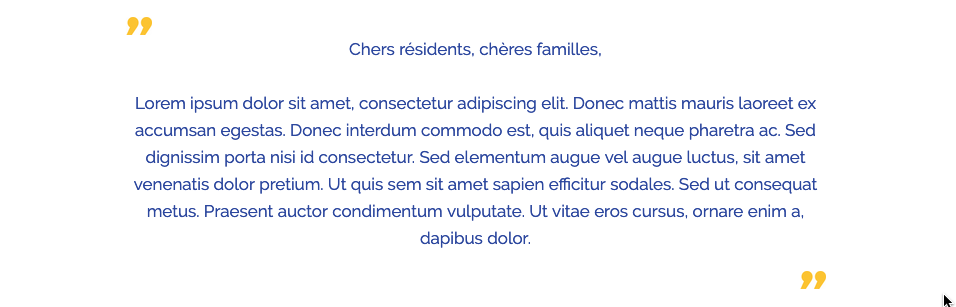 ”
Chers résidents, chères familles,
Lorem ipsum dolor sit amet, consectetur adipiscing elit. Donec mattis mauris laoreet ex
accumsan egestas. Donec interdum commodo est, quis aliquet neque pharetra ac. Sed
dignissim porta nisi id consectetur. Sed elementum augue vel augue luctus, sit amet
venenatis dolor pretium. Ut quis sem sit amet sapien efficitur sodales. Sed ut consequat
metus. Praesent auctor condimentum vulputate. Ut vitae eros cursus, ornare enim a,
dapibus dolor.
”